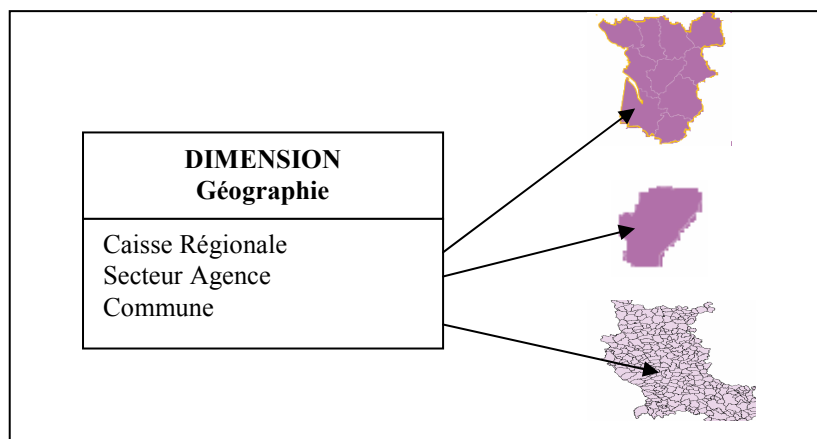 DIMENSION
Géographie
Caisse Régionale
Secteur Agence
Commune